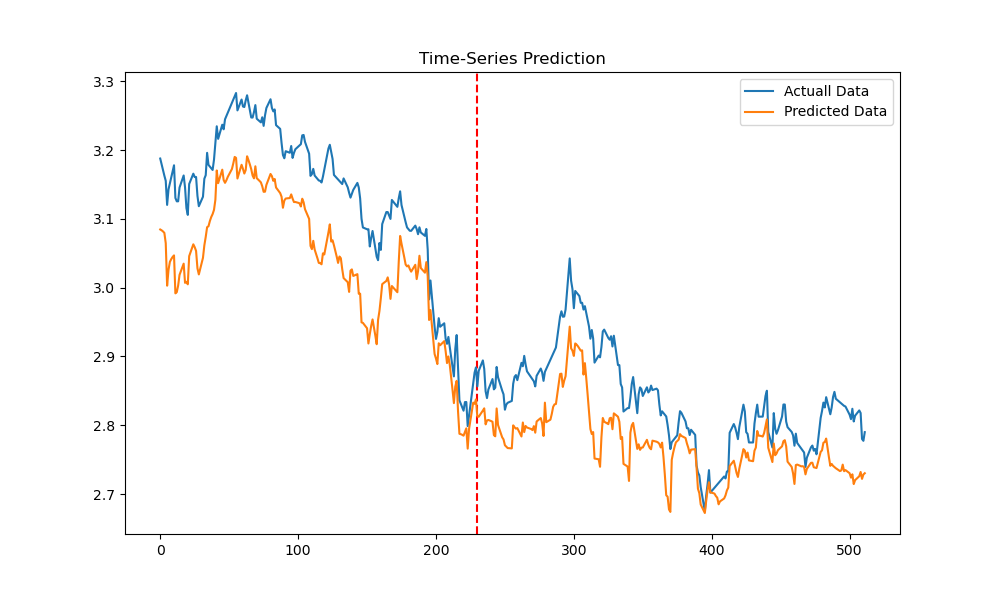 Time-Series Prediction
Actuall Data
Predicted Data
3.3
3.2
3.1
3.0
2.9
2.8
2.7
0 100 200 300 400 500